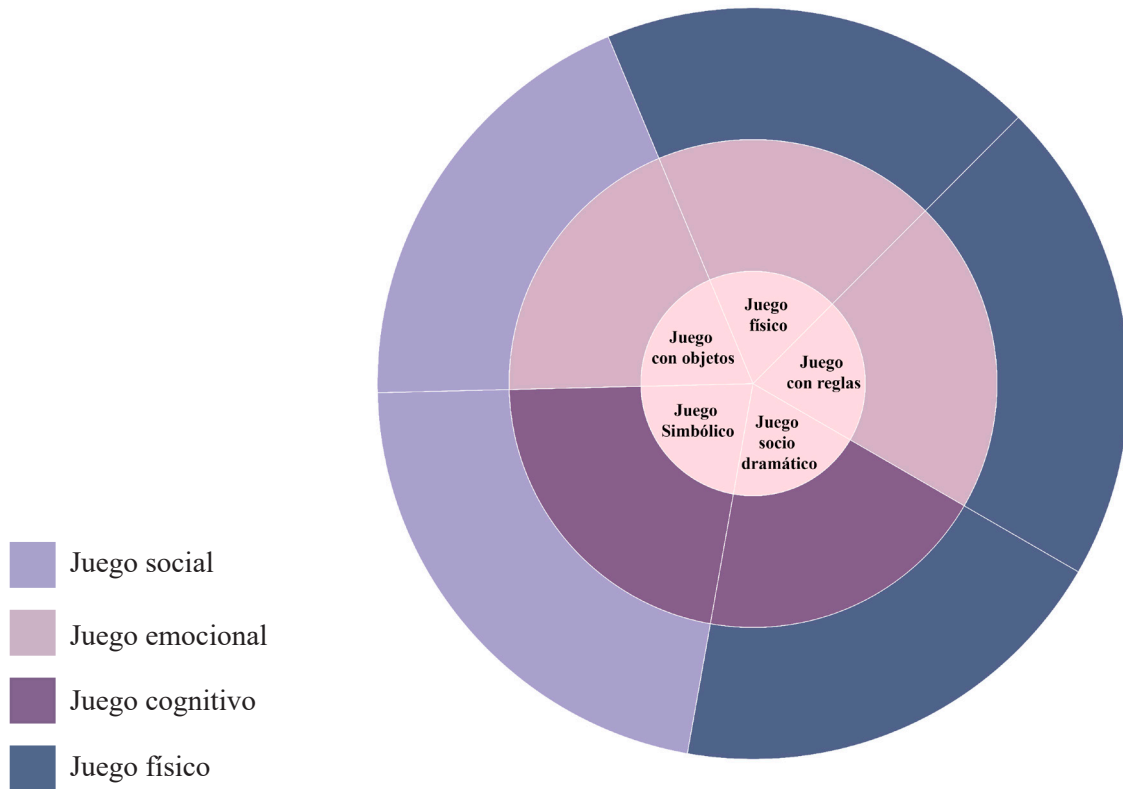 Juego
físico
Juego
con objetos
Juego
con reglas
Juego
Simbólico
Juego
socio
dramático
Juego social
Juego emocional
Juego cognitivo
Juego físico